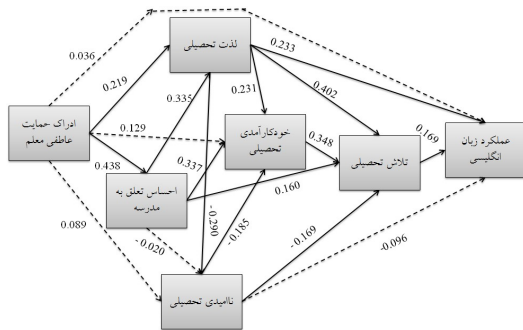 لذت تحصیلی
0.036
0.233
0.219
0.335
0.231
0.402
ادراک حمایت
عاطفی معلم
0.129
خودکارآمدی
تحصیلی
0.348
تلاش تحصیلی
0.169
عملکرد زبان
انگلیسی
0.438
0.337
احساس تعلق به
مدرسه
0.160
0.089
- 0.020
- 0.290
- 0.185
- 0.169
-0.096
ناامیدی تحصیلی